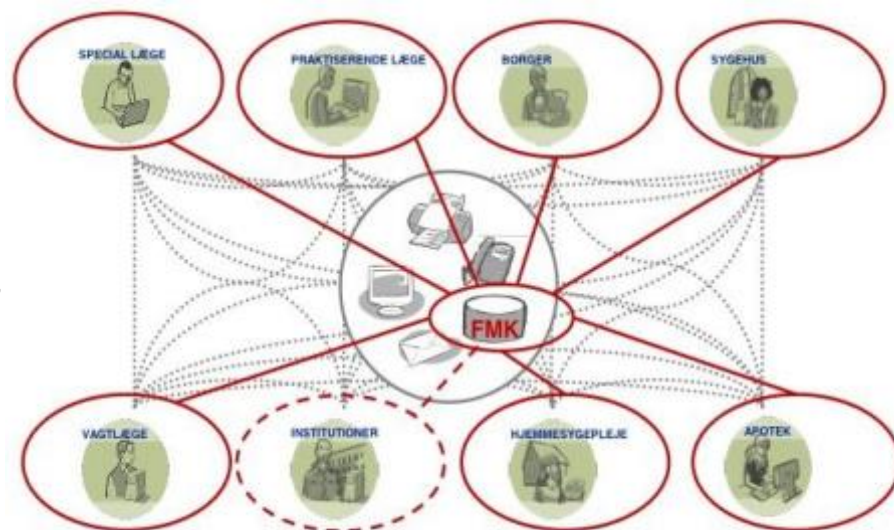 SPECIAL LÆGE
PRAKTISERENDE LÆGE
BORGER
SYGEHUS
FMK
VAGTLÆGE
INSTITUTIONER
HJEMMESYGEPLEJE
APOTEK